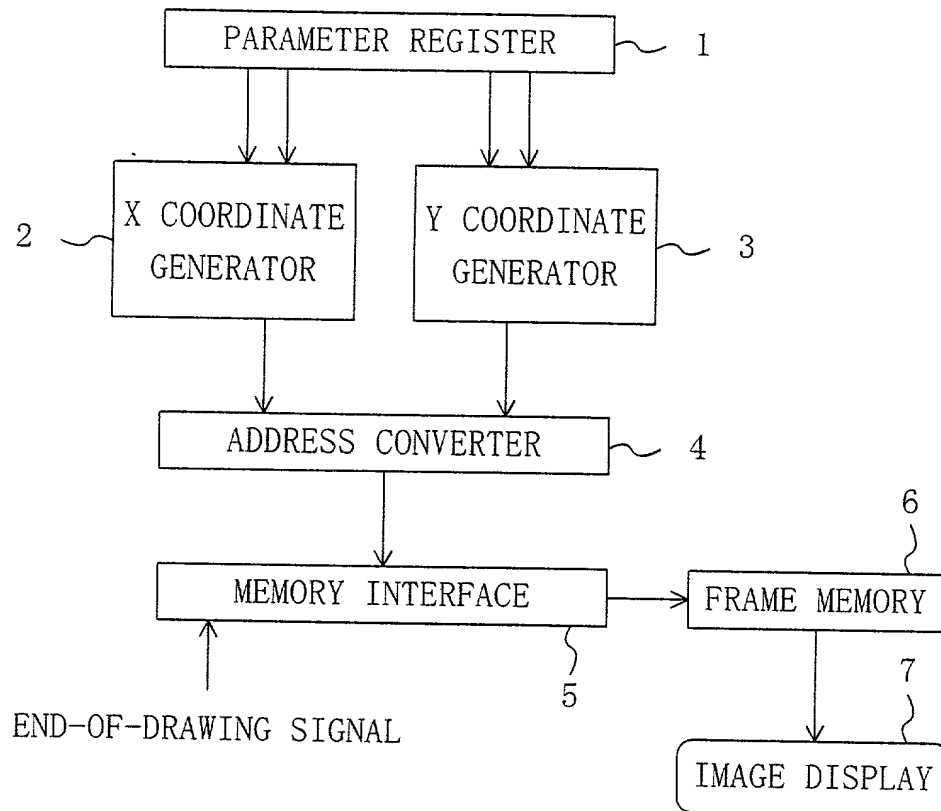 PARAMETER REGISTER
1
X COORDINATE
GENERATOR
2
Y COORDINATE
GENERATOR
3
ADDRESS CONVERTER
4
6
MEMORY INTERFACE
FRAME MEMORY
5
7
END-OF-DRAWING SIGNAL
IMAGE DISPLAY